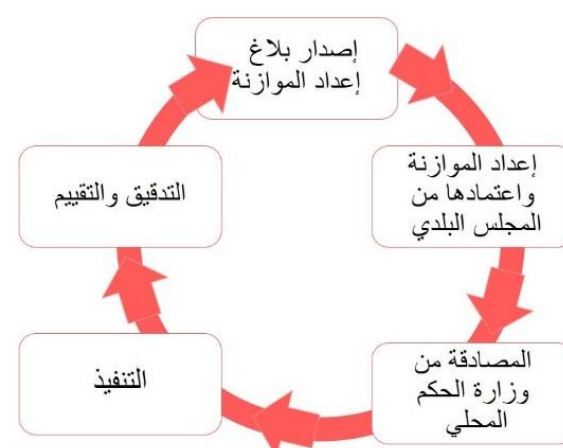 إصدار بلاغ
إعداد الموازنة
إعداد الموازنة
واعتمادها من
المجلس البلدي
المصادقة من
وزارة الحكم
المحلي
التنفيذ
التدقيق والتقييم